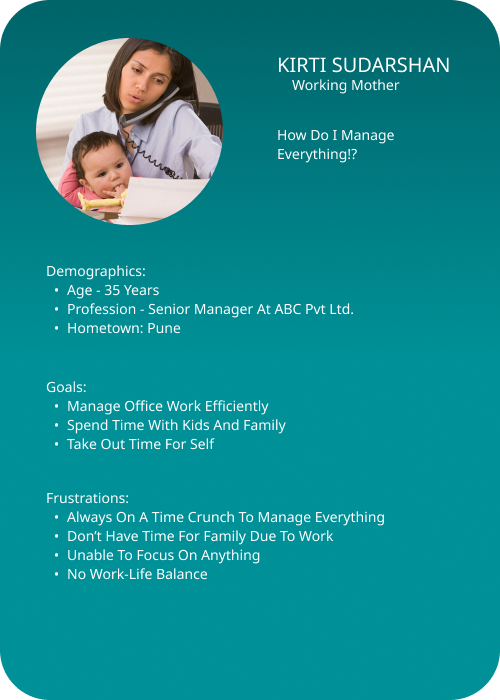 KIRTI SUDARSHAN
Working Mother
How Do I Manage
Everything!?
Demographics:
• Age - 35 Years
• Profession - Senior Manager At ABC Pvt Ltd.
• Hometown: Pune
Goals:
• Manage Office Work Efficiently
• Spend Time With Kids And Family
• Take Out Time For Self
Frustrations:
• Always On A Time Crunch To Manage Everything
• Don’t Have Time For Family Due To Work
• Unable To Focus On Anything
• No Work-Life Balance